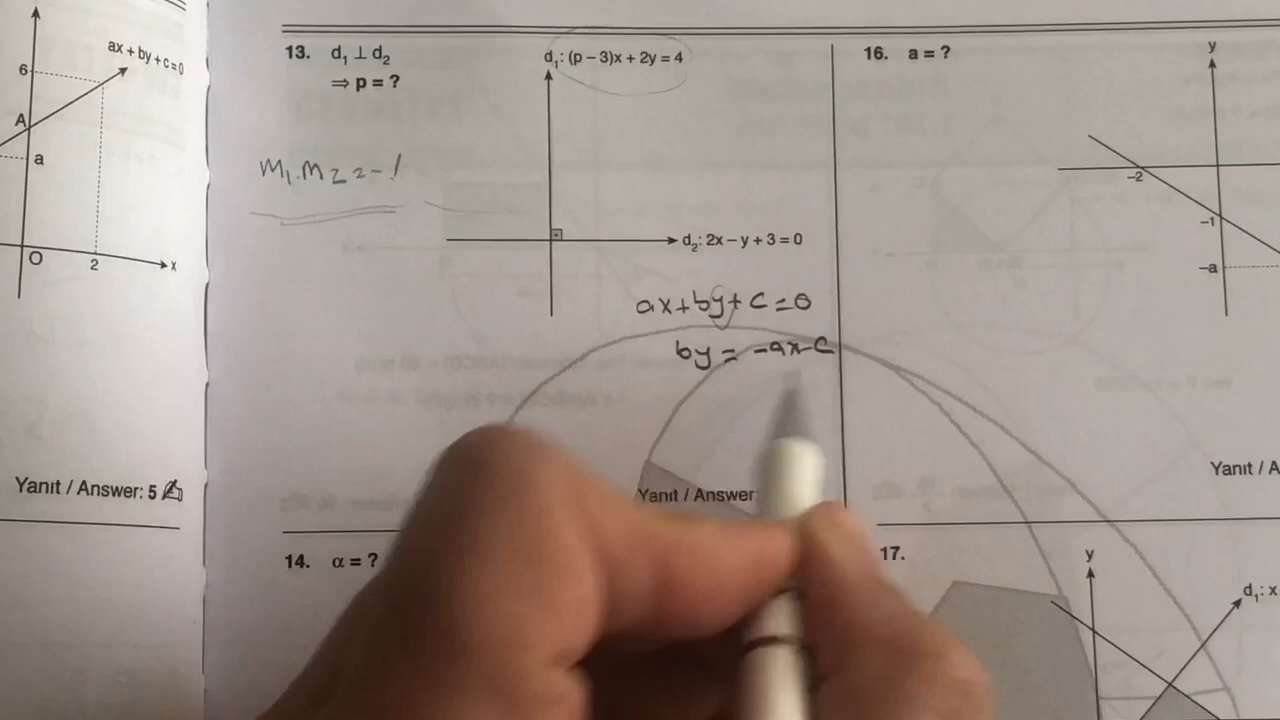 ax + by + c = 0
6
A
a
O
2
x
Yanıt / Answer: 5
13. d₁ ⊥ d₂
⇒ p = ?
d₁: (p – 3)x + 2y = 4
m₁.m₂=-1
d₂: 2x – y + 3 = 0
ax+by+c=0
by = -ax-c
Yanıt / Answer:
14. α = ?
16. a = ?
y
–2
–1
–a
Yanıt / A
17.
y
d₁: x